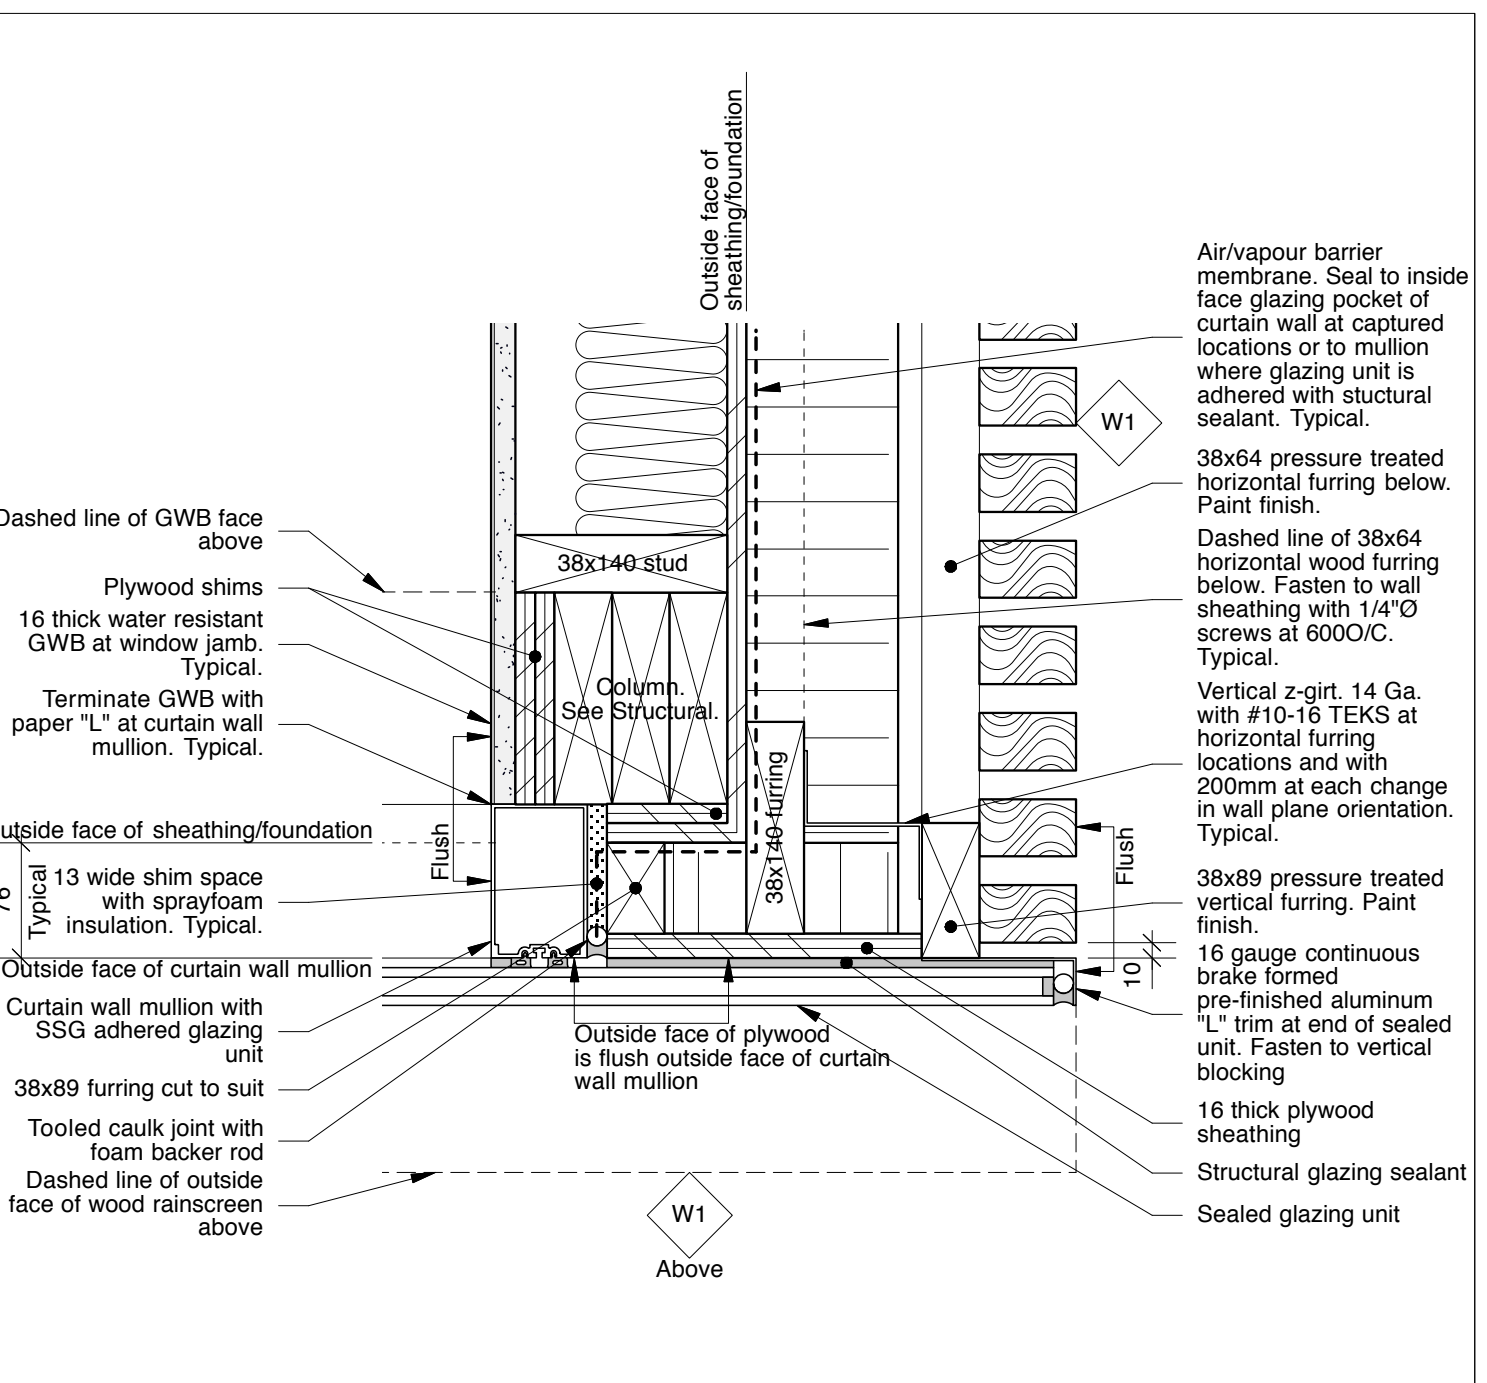 Outside face of
sheathing/foundation
Dashed line of GWB face
above
Plywood shims
16 thick water resistant
GWB at window jamb.
Typical.
Terminate GWB with
paper "L" at curtain wall
mullion. Typical.
Outside face of sheathing/foundation
76
Typical
Flush
13 wide shim space
with sprayfoam
insulation. Typical.
Outside face of curtain wall mullion
Curtain wall mullion with
SSG adhered glazing
unit
38x89 furring cut to suit
Tooled caulk joint with
foam backer rod
Dashed line of outside
face of wood rainscreen
above
38x140 stud
Column.
See Structural.
38x140 furring
Outside face of plywood
is flush outside face of curtain
wall mullion
W1
Above
W1
Flush
10
Air/vapour barrier
membrane. Seal to inside
face glazing pocket of
curtain wall at captured
locations or to mullion
where glazing unit is
adhered with stuctural
sealant. Typical.
38x64 pressure treated
horizontal furring below.
Paint finish.
Dashed line of 38x64
horizontal wood furring
below. Fasten to wall
sheathing with 1/4"Ø
screws at 600O/C.
Typical.
Vertical z-girt. 14 Ga.
with #10-16 TEKS at
horizontal furring
locations and with
200mm at each change
in wall plane orientation.
Typical.
38x89 pressure treated
vertical furring. Paint
finish.
16 gauge continuous
brake formed
pre-finished aluminum
"L" trim at end of sealed
unit. Fasten to vertical
blocking
16 thick plywood
sheathing
Structural glazing sealant
Sealed glazing unit